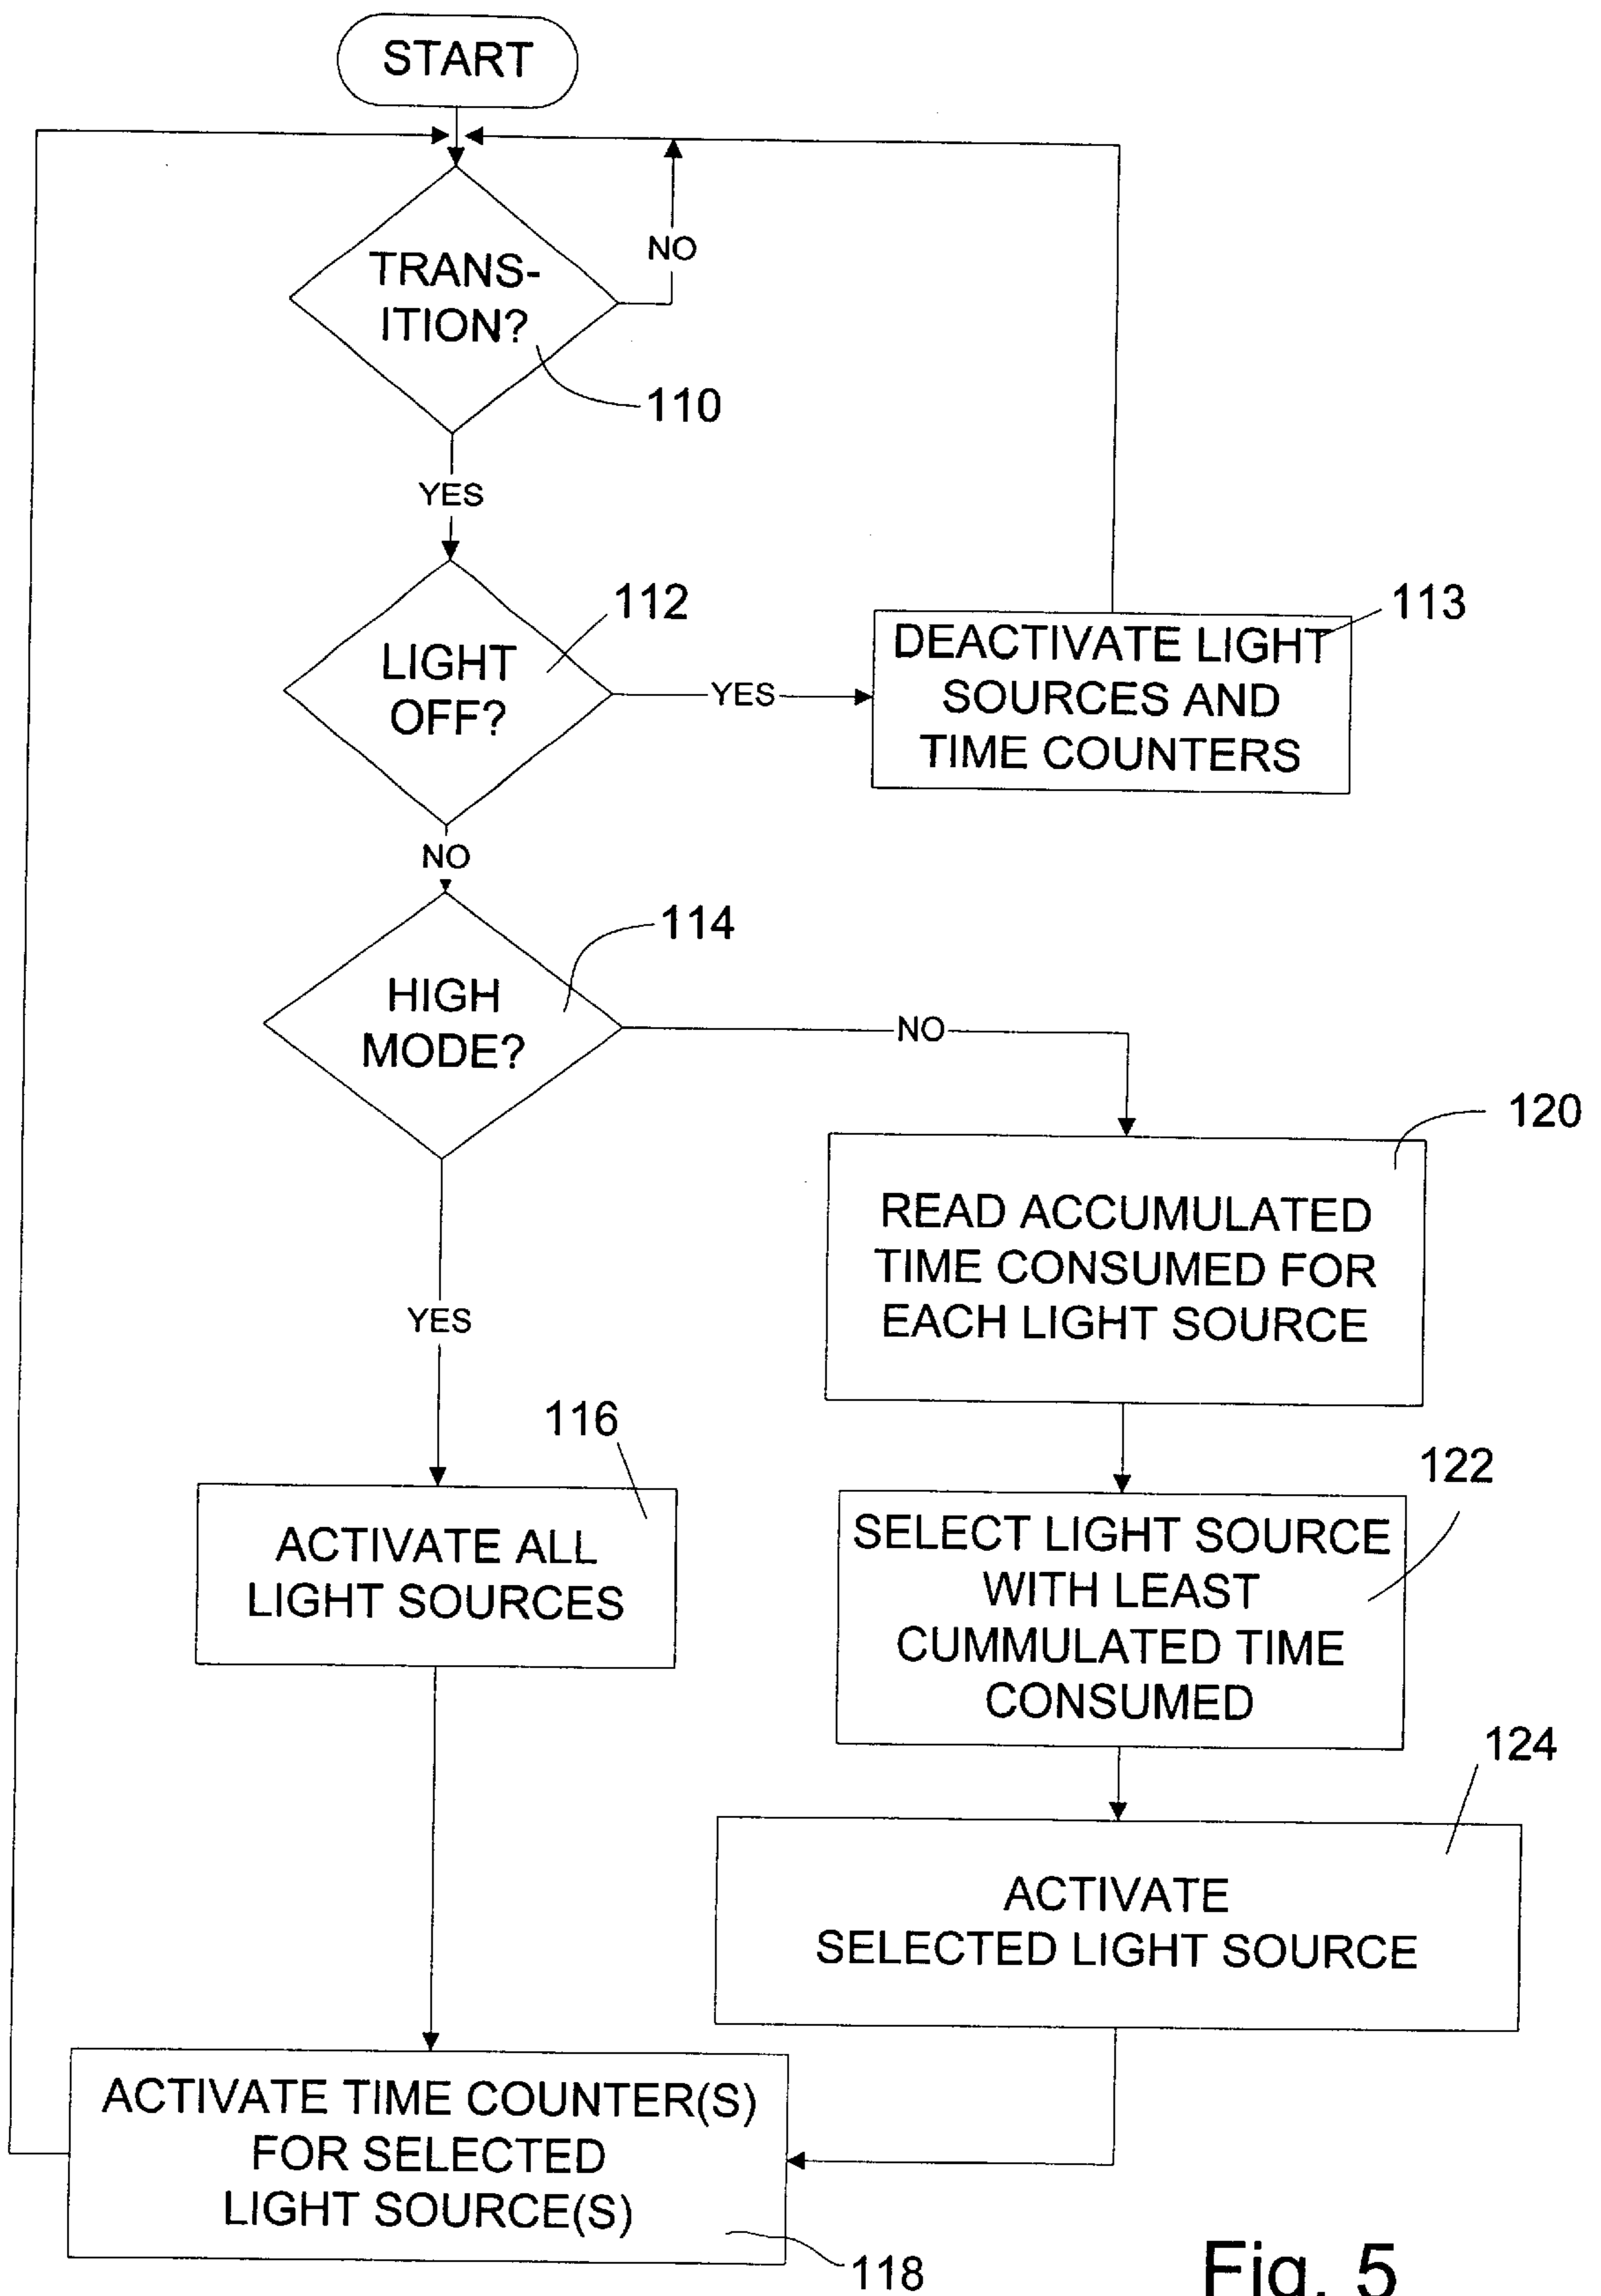 START
NO
TRANS-
ITION?
110
YES
112
LIGHT
OFF?
YES
113
DEACTIVATE LIGHT
SOURCES AND
TIME COUNTERS
NO
114
HIGH
MODE?
NO
120
READ ACCUMULATED
TIME CONSUMED FOR
EACH LIGHT SOURCE
YES
116
ACTIVATE ALL
LIGHT SOURCES
122
SELECT LIGHT SOURCE
WITH LEAST
CUMMULATED TIME
CONSUMED
124
ACTIVATE
SELECTED LIGHT SOURCE
ACTIVATE TIME COUNTER(S)
FOR SELECTED
LIGHT SOURCE(S)
118
Fig. 5